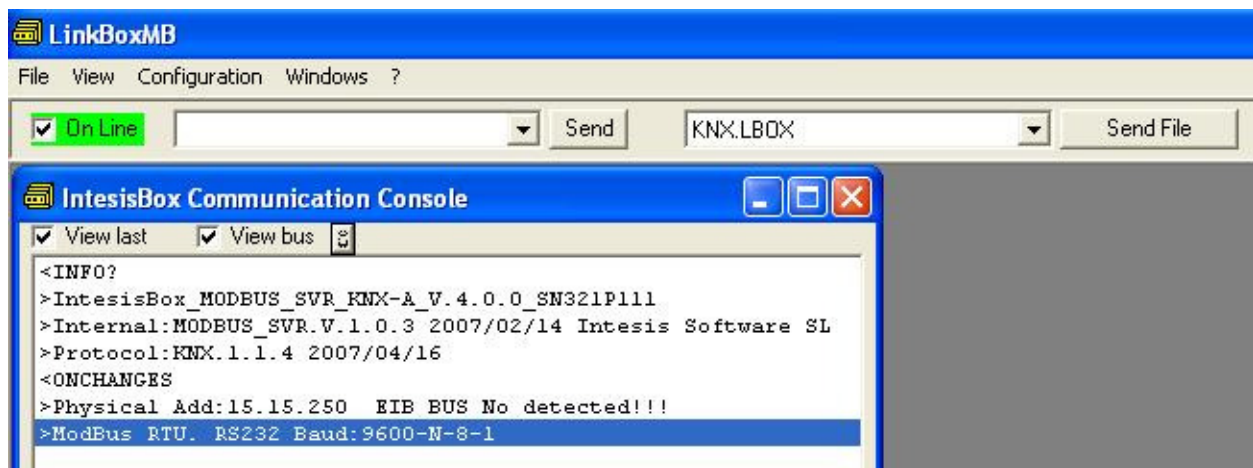 LinkBoxMB
File View Configuration Windows ?
On Line Send KNX.LBOX Send File
IntesisBox Communication Console
View last View bus
<INFO?
>IntesisBox_MODBUS_SVR_KNX-A_V.4.0.0_SN321P111
>Internal:MODBUS_SVR.V.1.0.3 2007/02/14 Intesis Software SL
>Protocol:KNX.1.1.4 2007/04/16
<ONCHANGES
>Physical Add:15.15.250 EIB BUS No detected!!!
>ModBus RTU. RS232 Baud:9600-N-8-1